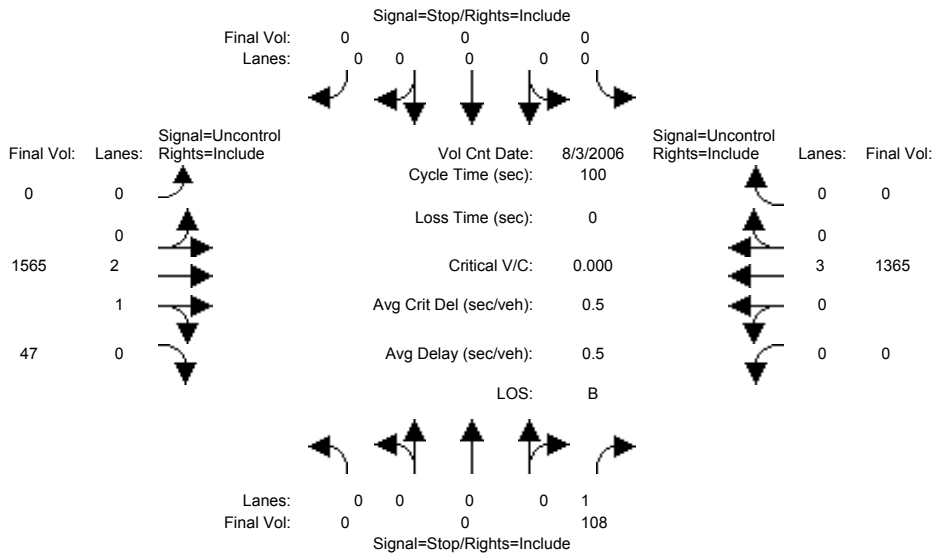 Signal=Stop/Rights=Include
Final Vol: 0 0 0
Lanes: 0 0 0 0 0
Signal=Uncontrol
Final Vol: Lanes: Rights=Include
Vol Cnt Date: 8/3/2006
Signal=Uncontrol
Rights=Include Lanes: Final Vol:
Cycle Time (sec): 100
0 0
0 0
Loss Time (sec): 0
0
0
1565 2
Critical V/C: 0.000
3 1365
1
Avg Crit Del (sec/veh): 0.5
0
47 0
Avg Delay (sec/veh): 0.5
0 0
LOS: B
Lanes: 0 0 0 0 1
Final Vol: 0 0 108
Signal=Stop/Rights=Include